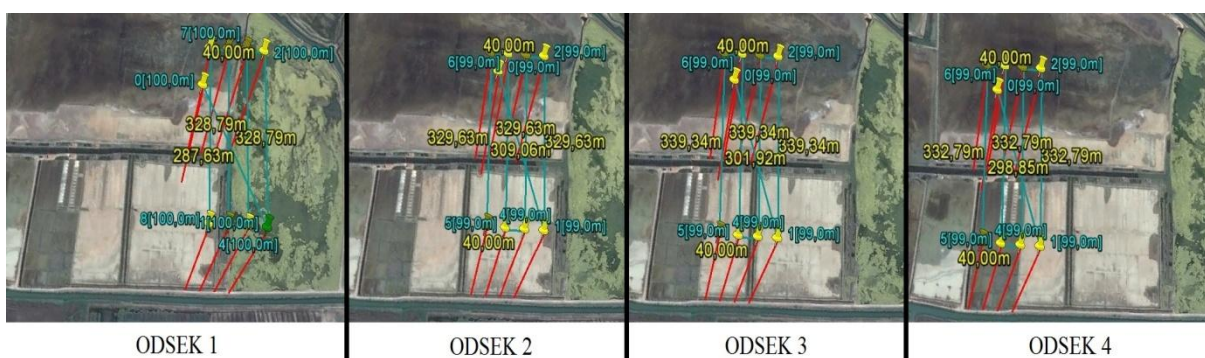 7[100,0m]
40,00m
2[100,0m]
0[100,0m]
328,79m
328,79m
287,63m
8[100,0m]
1[100,0m]
4[100,0m]
40,00m
2[99,0m]
6[99,0m]
0[99,0m]
329,63m
329,63m
329,63m
309,06m
4[99,0m]
5[99,0m]
1[99,0m]
40,00m
40,00m
2[99,0m]
6[99,0m]
0[99,0m]
339,34m
339,34m
339,34m
301,92m
4[99,0m]
5[99,0m]
1[99,0m]
40,00m
40,00m
2[99,0m]
6[99,0m]
0[99,0m]
332,79m
332,79m
332,79m
298,85m
4[99,0m]
5[99,0m]
1[99,0m]
40,00m
ODSEK 1
ODSEK 2
ODSEK 3
ODSEK 4